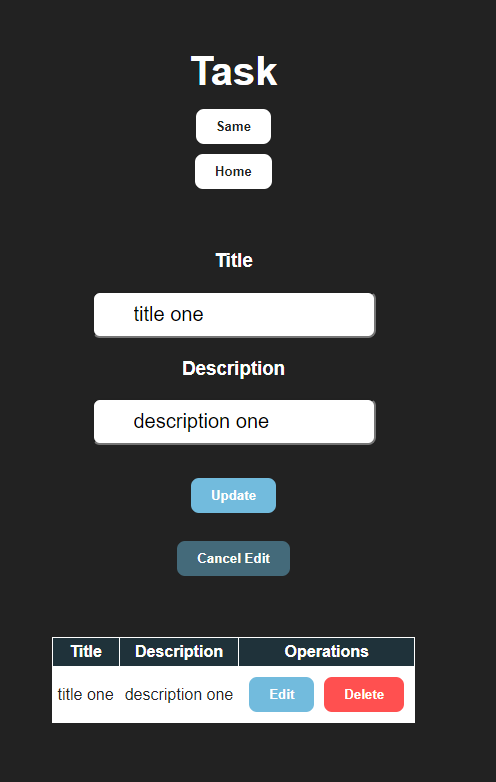 Task
Same
Home
Title
title one
Description
description one
Update
Cancel Edit
Title Description Operations
title one description one Edit Delete